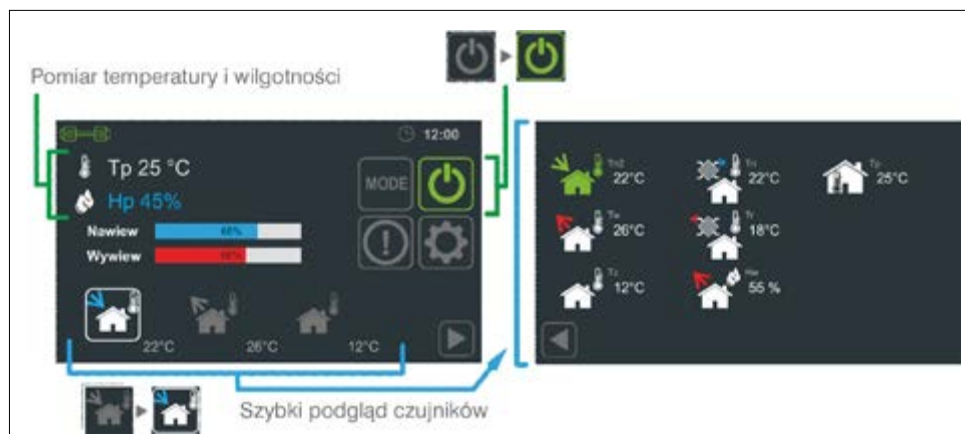 Pomiar temperatury i wilgotności
12:00
Tp 25 °C
Hp 45%
MODE
Nawiew
Wywiew
22°C 26°C 12°C
Szybki podgląd czujników
22°C 22°C 25°C
26°C 18°C
12°C 55 %